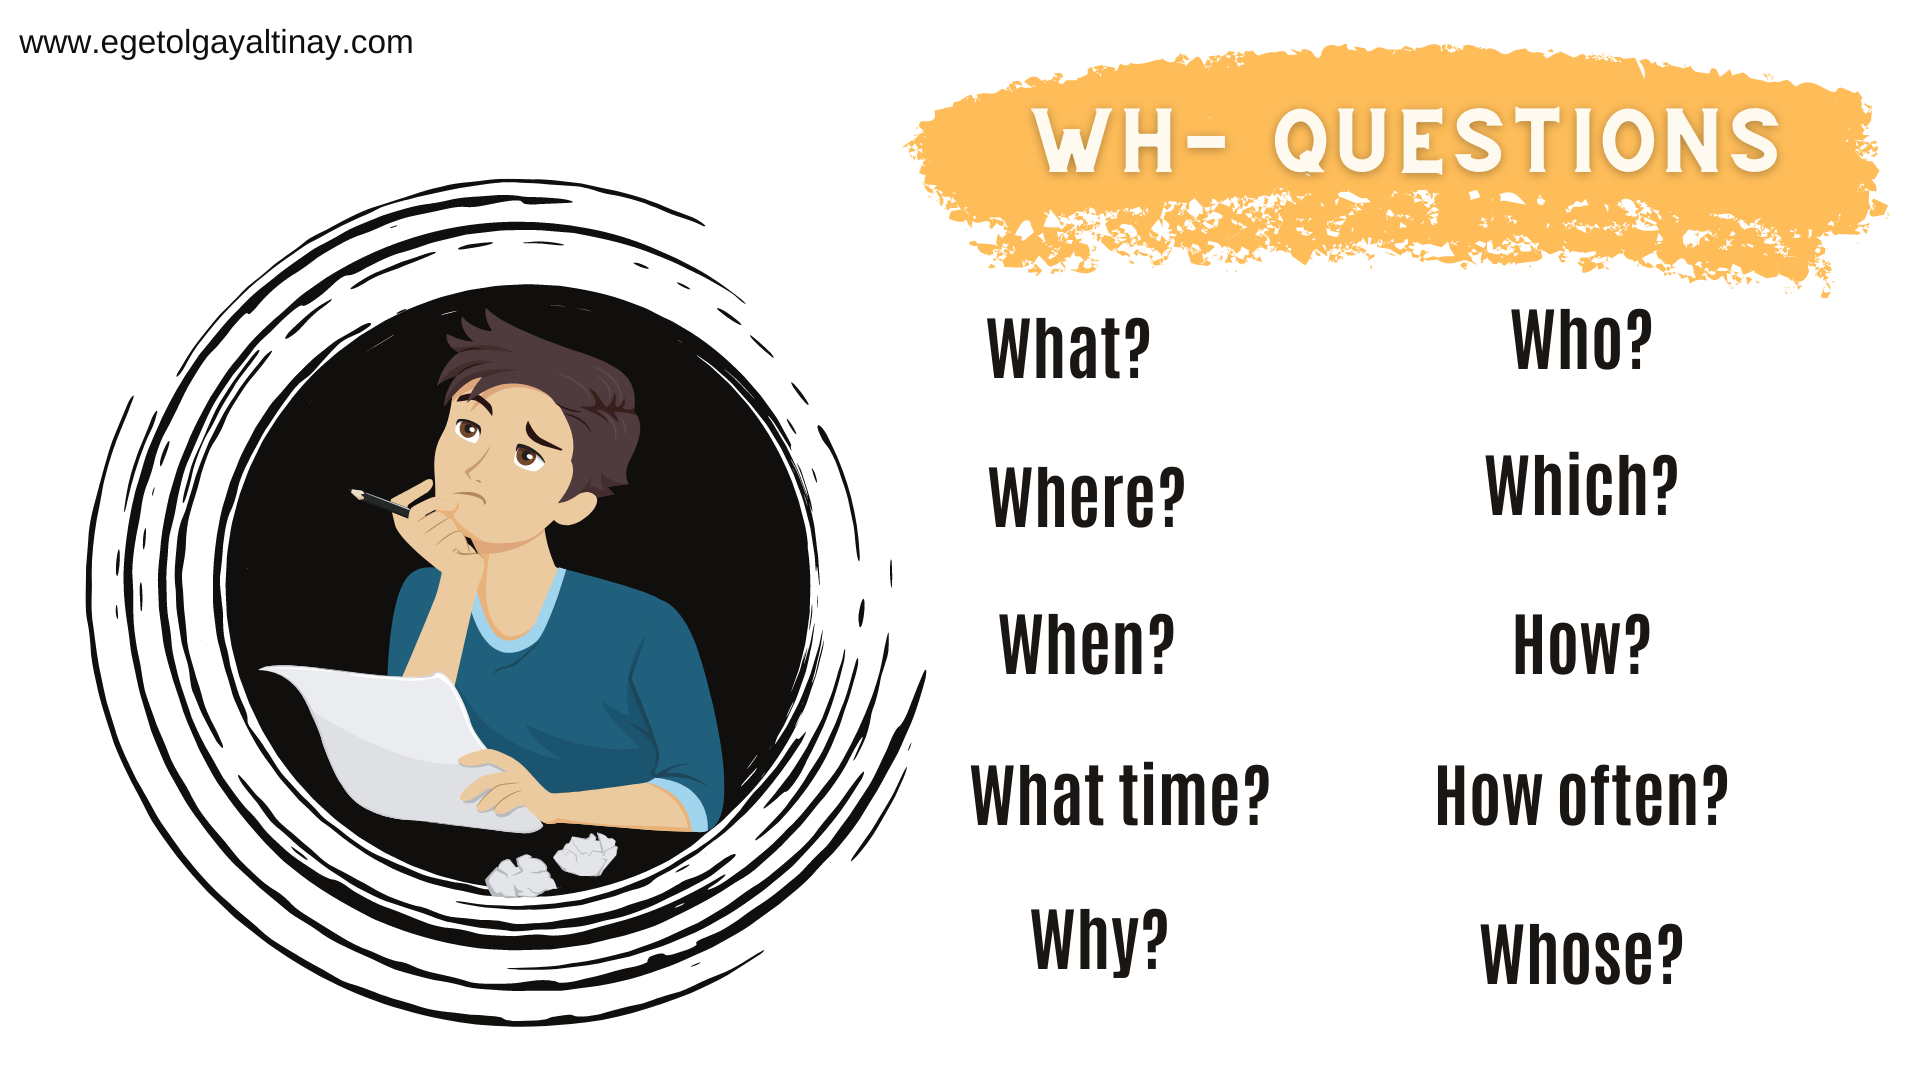 www.egetolgayaltinay.com
WH- QUESTIONS
What?
Who?
Where?
Which?
When?
How?
What time?
How often?
Why?
Whose?